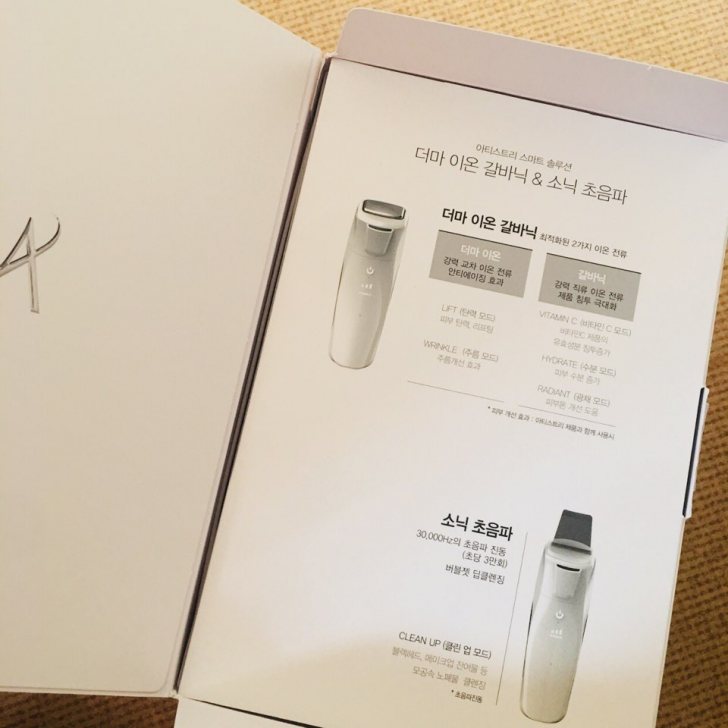 아티스트리 스마트 솔루션
더마 이온 갈바닉 & 소닉 초음파
더마 이온 갈바닉 최적화된 2가지 이온 전류
더마 이온
강력 교차 이온 전류
안티에이징 효과
LIFT (탄력 모드)
피부 탄력, 리프팅
WRINKLE (주름 모드)
주름개선 효과
갈바닉
강력 직류 이온 전류
제품 침투 극대화
VITAMIN C (비타민 C 모드)
비타민C 제품의
유효성분 침투증가
HYDRATE (수분 모드)
피부 수분 증가
RADIANT (광채 모드)
피부톤 개선 도움
* 피부 개선 효과 : 아티스트리 제품과 함께 사용시
소닉 초음파
30,000Hz의 초음파 진동
(초당 3만회)
버블젯 딥클렌징
CLEAN UP (클린 업 모드)
블랙헤드, 메이크업 잔여물 등
모공속 노폐물 클렌징
* 초음파진동